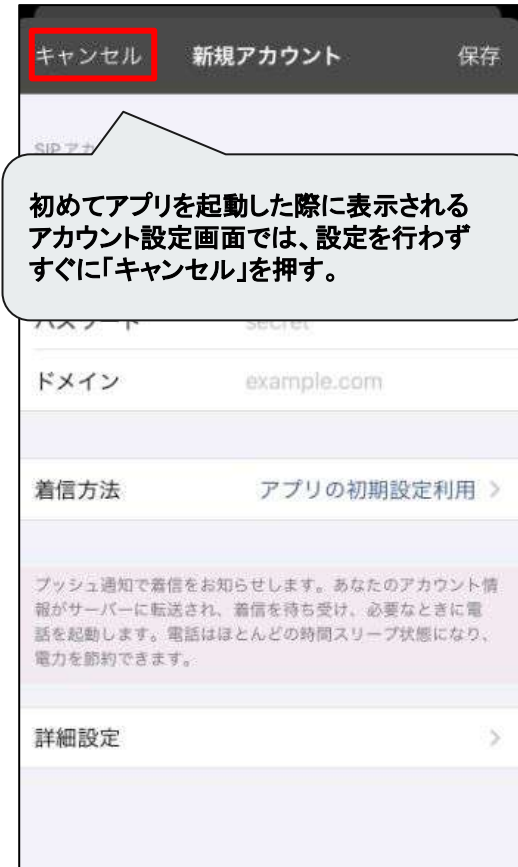 キャンセル 新規アカウント 保存
SIP アカ
初めてアプリを起動した際に表示される
アカウント設定画面では、設定を行わず
すぐに「キャンセル」を押す。
パスワード secret
ドメイン example.com
着信方法 アプリの初期設定利用 >
プッシュ通知で着信をお知らせします。あなたのアカウント情
報がサーバーに転送され、着信を待ち受け、必要なときに電
話を起動します。電話はほとんどの時間スリープ状態になり、
電力を節約できます。
詳細設定 >